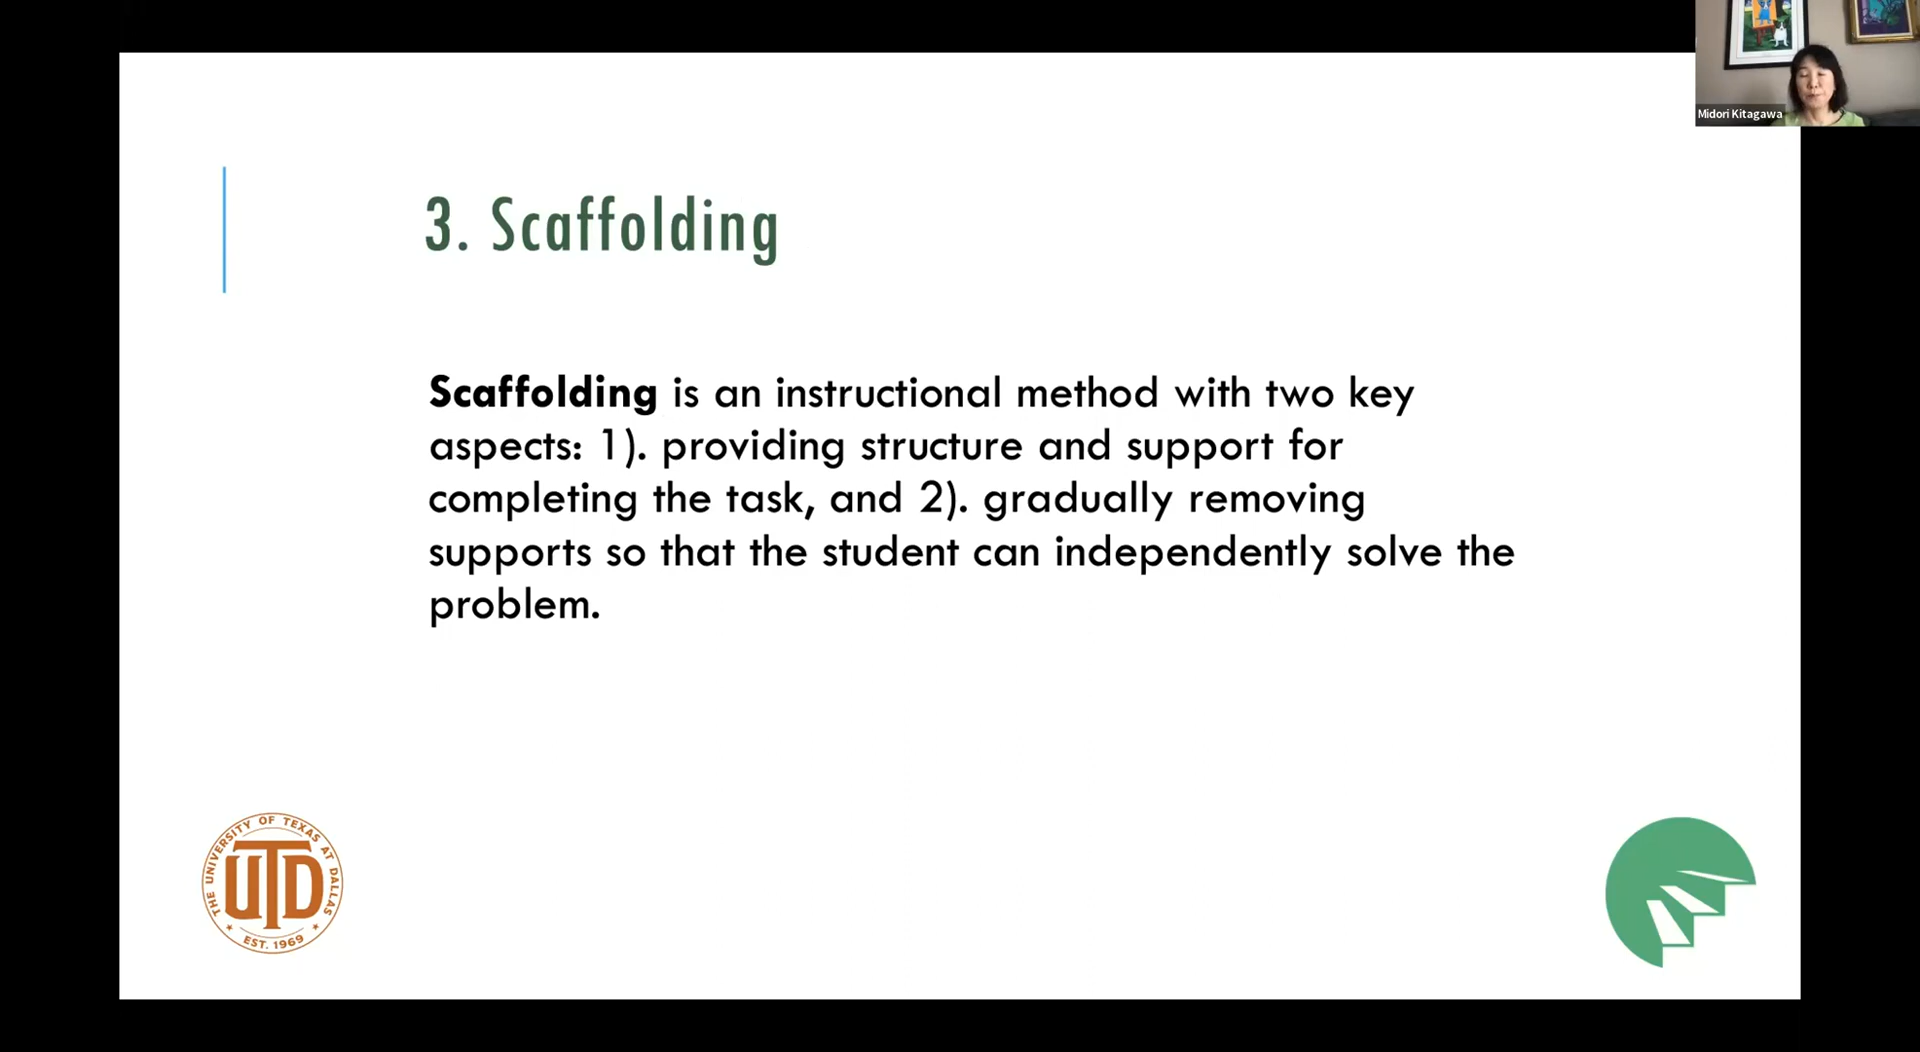 Midori Kitagawa
3. Scaffolding
Scaffolding is an instructional method with two key
aspects: 1). providing structure and support for
completing the task, and 2). gradually removing
supports so that the student can independently solve the
problem.
THE UNIVERSITY OF TEXAS AT DALLAS
UTD
EST. 1969